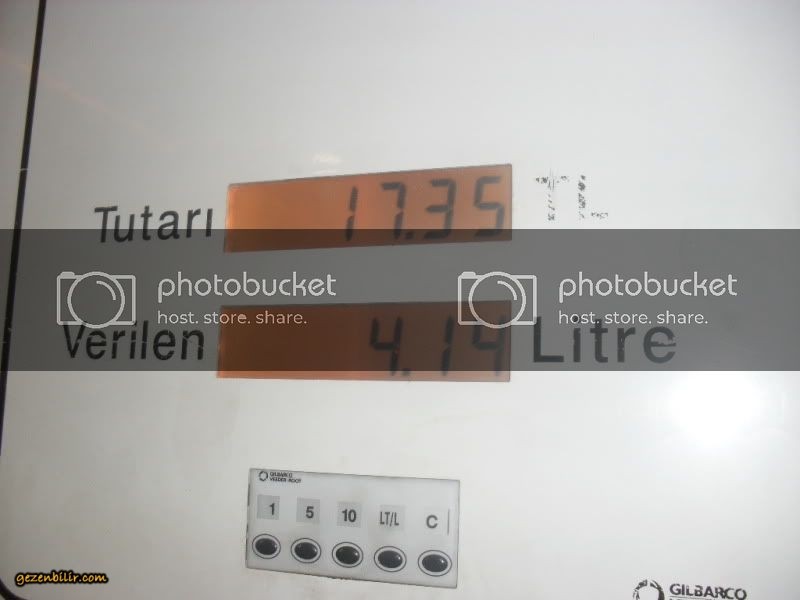 Tutarı 17.35 TL
photobucket photobucket
host. store. share. host. store. share.
Verilen 4.14 Litre
GILBARCO
VEEDER-ROOT
1 5 10 LT/L C
gezenbilir.com
GILBARCO